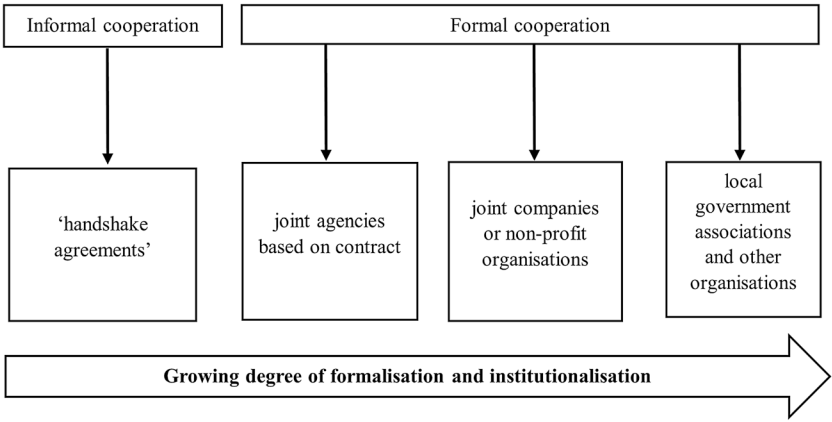 Informal cooperation
Formal cooperation
‘handshake
agreements’
joint agencies
based on contract
joint companies
or non-profit
organisations
local
government
associations
and other
organisations
Growing degree of formalisation and institutionalisation